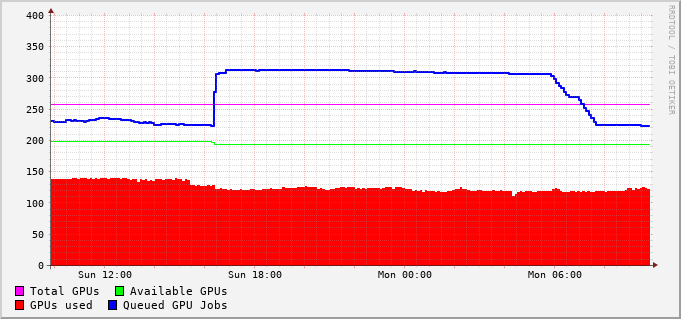 400
350
300
250
200
150
100
50
0
Sun 12:00 Sun 18:00 Mon 00:00 Mon 06:00
Total GPUs Available GPUs
GPUs used Queued GPU Jobs
RRDTOOL / TOBI OETIKER